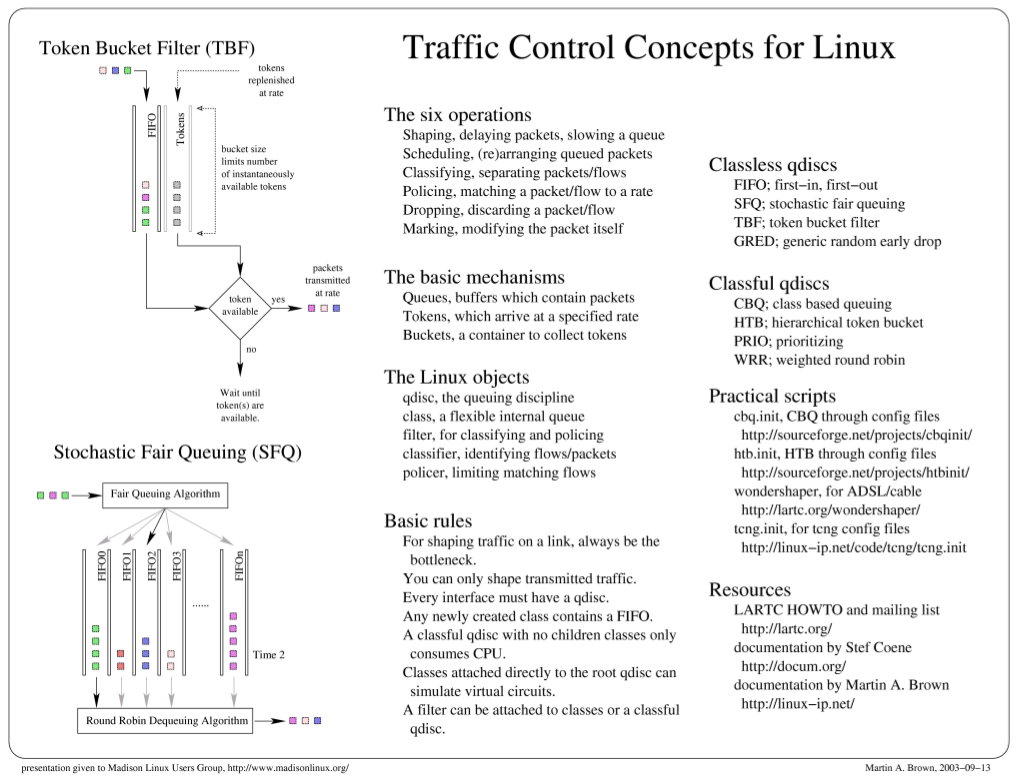 Traffic Control Concepts for Linux
Token Bucket Filter (TBF)
tokens
replenished
at rate
FIFO
Tokens
bucket size
limits number
of instantaneously
available tokens
token
available
yes
packets
transmitted
at rate
no
Wait until
token(s) are
available.
Stochastic Fair Queuing (SFQ)
Fair Queuing Algorithm
FIFO0
FIFO1
FIFO2
FIFO3
......
FIFOn
Time 2
Round Robin Dequeuing Algorithm
The six operations
Shaping, delaying packets, slowing a queue
Scheduling, (re)arranging queued packets
Classifying, separating packets/flows
Policing, matching a packet/flow to a rate
Dropping, discarding a packet/flow
Marking, modifying the packet itself
The basic mechanisms
Queues, buffers which contain packets
Tokens, which arrive at a specified rate
Buckets, a container to collect tokens
The Linux objects
qdisc, the queuing discipline
class, a flexible internal queue
filter, for classifying and policing
classifier, identifying flows/packets
policer, limiting matching flows
Basic rules
For shaping traffic on a link, always be the
bottleneck.
You can only shape transmitted traffic.
Every interface must have a qdisc.
Any newly created class contains a FIFO.
A classful qdisc with no children classes only
consumes CPU.
Classes attached directly to the root qdisc can
simulate virtual circuits.
A filter can be attached to classes or a classful
qdisc.
Classless qdiscs
FIFO; first−in, first−out
SFQ; stochastic fair queuing
TBF; token bucket filter
GRED; generic random early drop
Classful qdiscs
CBQ; class based queuing
HTB; hierarchical token bucket
PRIO; prioritizing
WRR; weighted round robin
Practical scripts
cbq.init, CBQ through config files
http://sourceforge.net/projects/cbqinit/
htb.init, HTB through config files
http://sourceforge.net/projects/htbinit/
wondershaper, for ADSL/cable
http://lartc.org/wondershaper/
tcng.init, for tcng config files
http://linux−ip.net/code/tcng/tcng.init
Resources
LARTC HOWTO and mailing list
http://lartc.org/
documentation by Stef Coene
http://docum.org/
documentation by Martin A. Brown
http://linux−ip.net/
presentation given to Madison Linux Users Group, http://www.madisonlinux.org/
Martin A. Brown, 2003−09−13